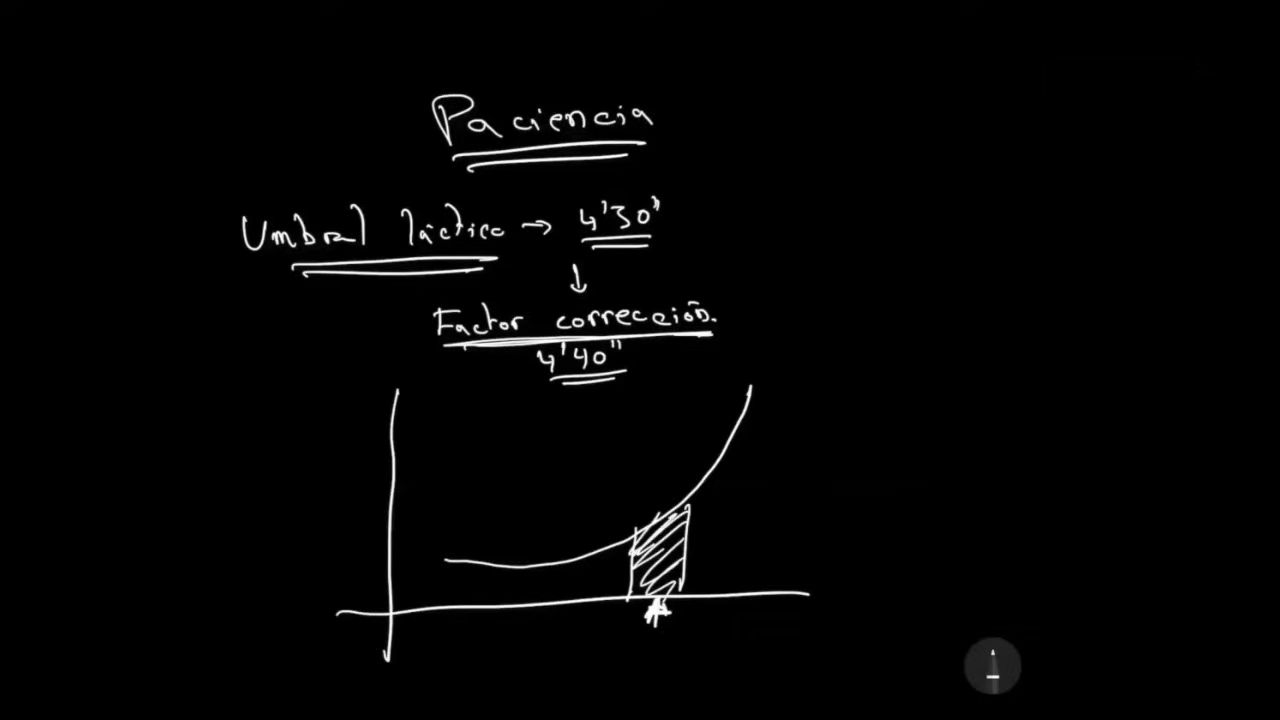 Paciencia
Umbral láctico → 4'30"
↓
Factor corrección.
4'40"